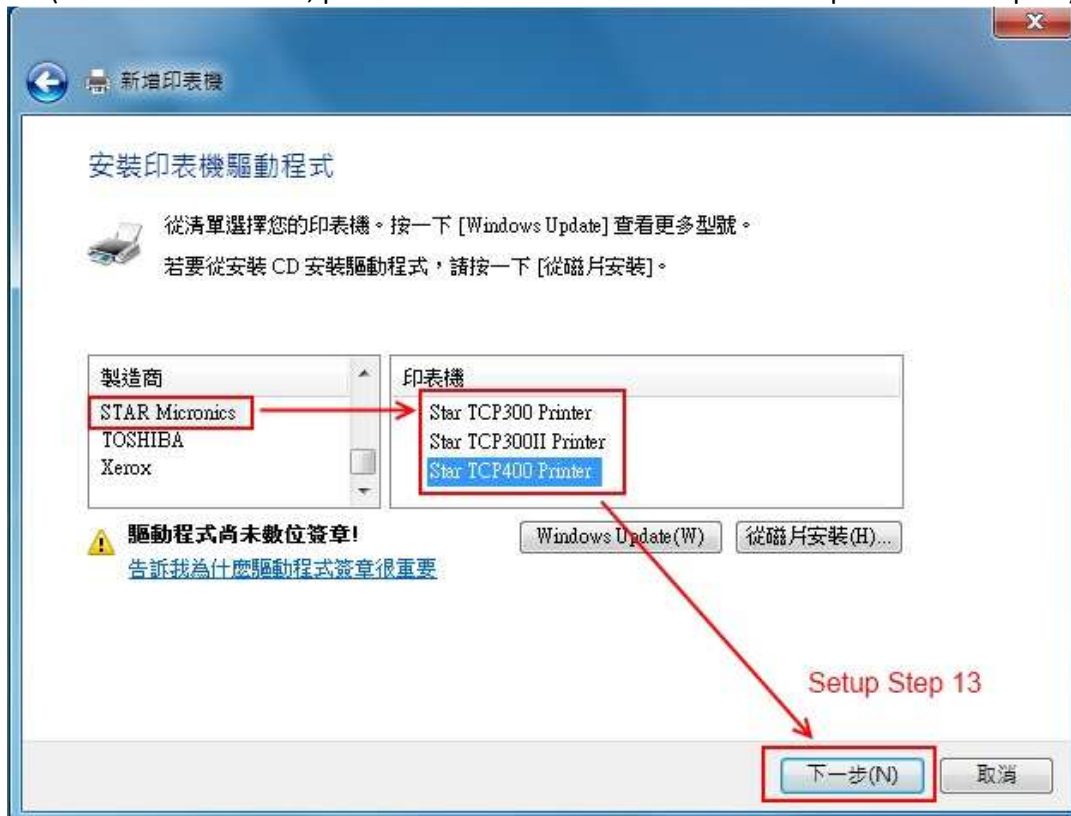 新增印表機
安裝印表機驅動程式
從清單選擇您的印表機。按一下 [Windows Update] 查看更多型號。
若要從安裝 CD 安裝驅動程式，請按一下 [從磁片安裝]。
製造商
STAR Micronics
TOSHIBA
Xerox
印表機
Star TCP300 Printer
Star TCP300II Printer
Star TCP400 Printer
驅動程式尚未數位簽章!
告訴我為什麼驅動程式簽章很重要
Windows Update(W)
從磁片安裝(H)...
Setup Step 13
下一步(N)
取消